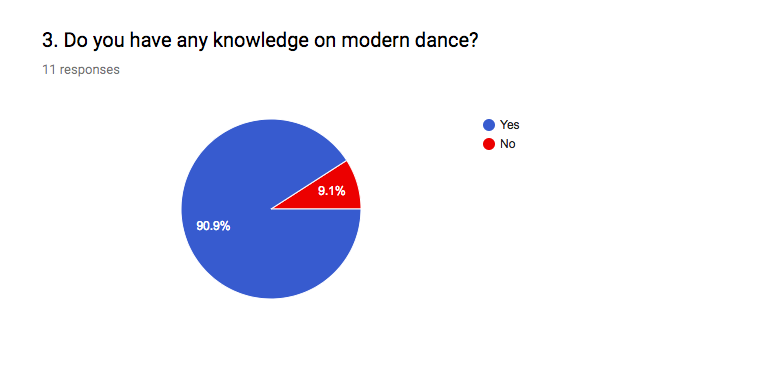 3. Do you have any knowledge on modern dance?
11 responses
Yes
No
9.1%
90.9%